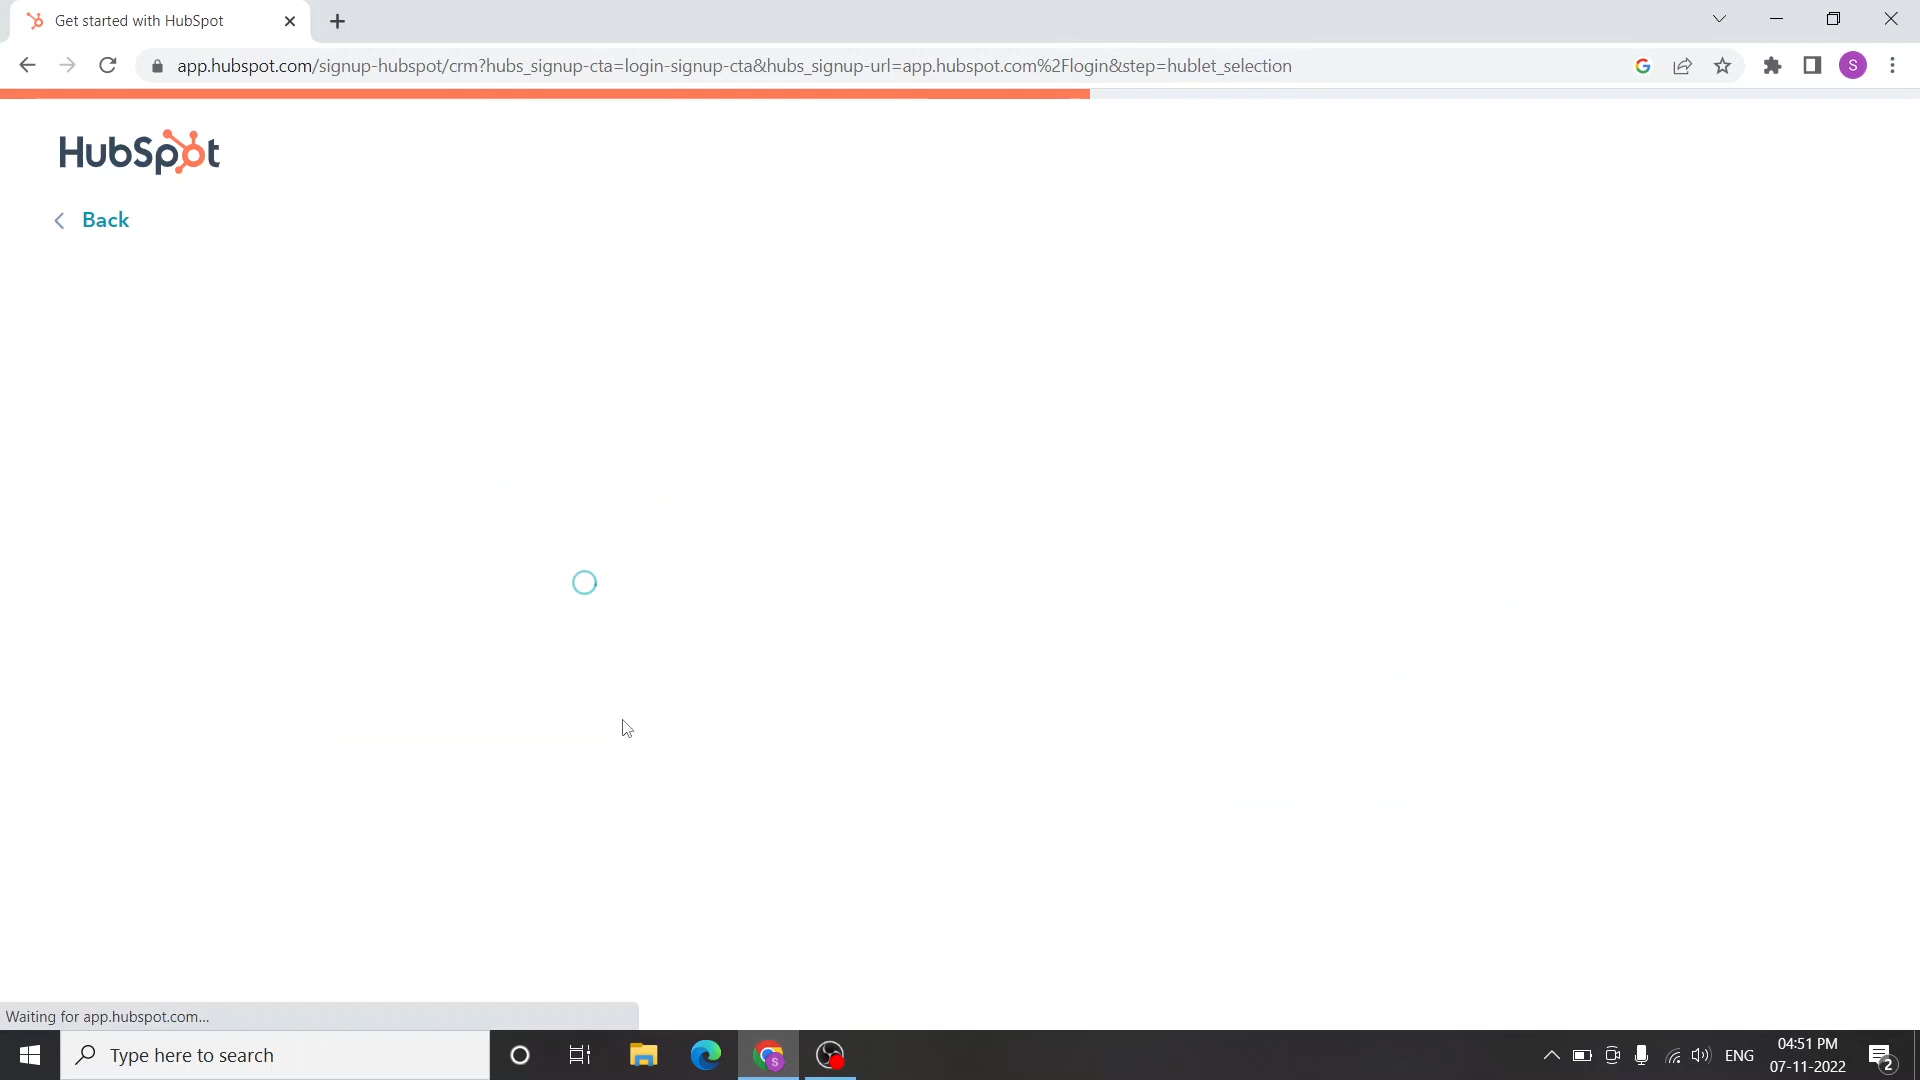 Get started with HubSpot
app.hubspot.com/signup-hubspot/crm?hubs_signup-cta=login-signup-cta&hubs_signup-url=app.hubspot.com%2Flogin&step=hublet_selection
S
HubSpot
Back
Waiting for app.hubspot.com...
Type here to search
S
ENG
04:51 PM
07-11-2022
2